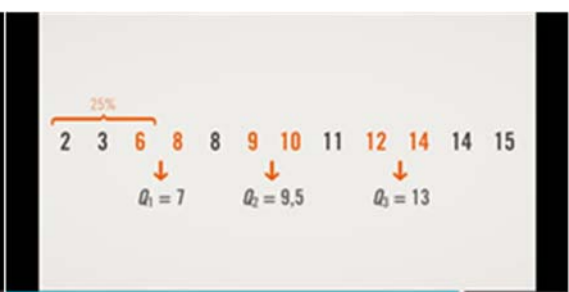 25%
2 3 6 8 8 9 10 11 12 14 14 15
Q₁ = 7 Q₂ = 9,5 Q₃ = 13